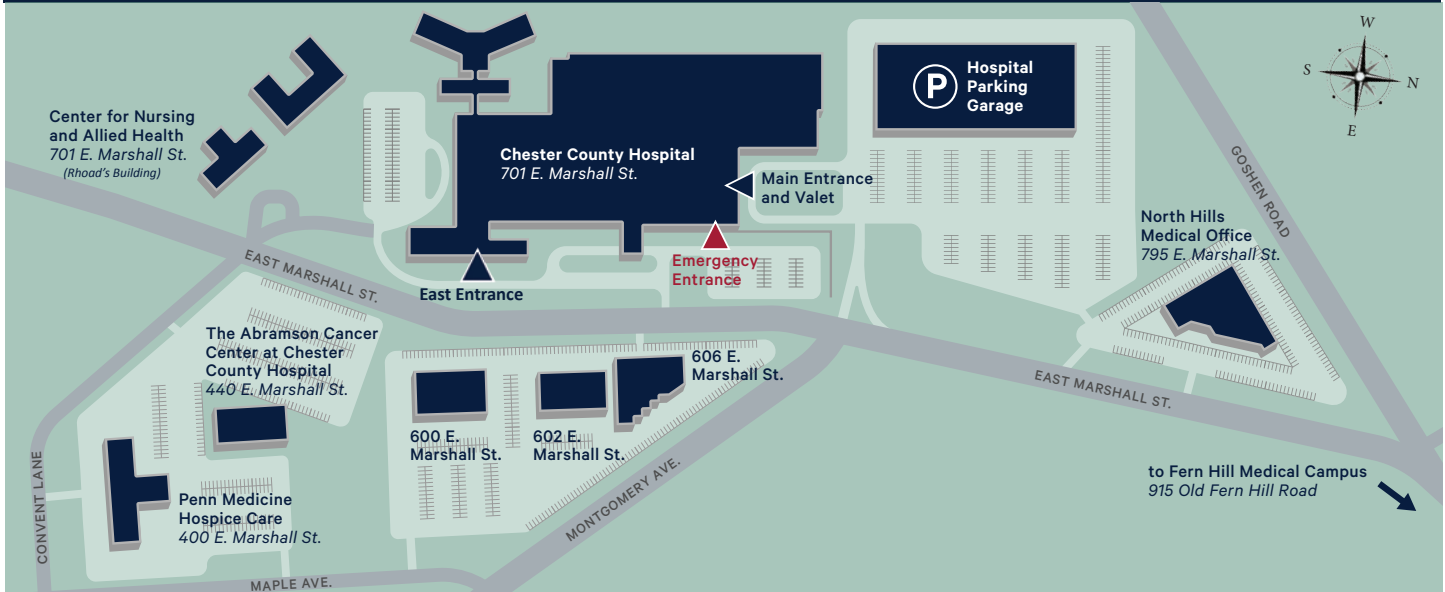 W
S
N
E
P
Hospital
Parking
Garage
Center for Nursing
and Allied Health
701 E. Marshall St.
(Rhoad's Building)
Chester County Hospital
701 E. Marshall St.
Main Entrance
and Valet
GOSHEN ROAD
North Hills
Medical Office
795 E. Marshall St.
EAST MARSHALL ST.
East Entrance
Emergency
Entrance
The Abramson Cancer
Center at Chester
County Hospital
440 E. Marshall St.
606 E.
Marshall St.
600 E.
Marshall St.
602 E.
Marshall St.
EAST MARSHALL ST.
CONVENT LANE
Penn Medicine
Hospice Care
400 E. Marshall St.
MONTGOMERY AVE.
to Fern Hill Medical Campus
915 Old Fern Hill Road
MAPLE AVE.